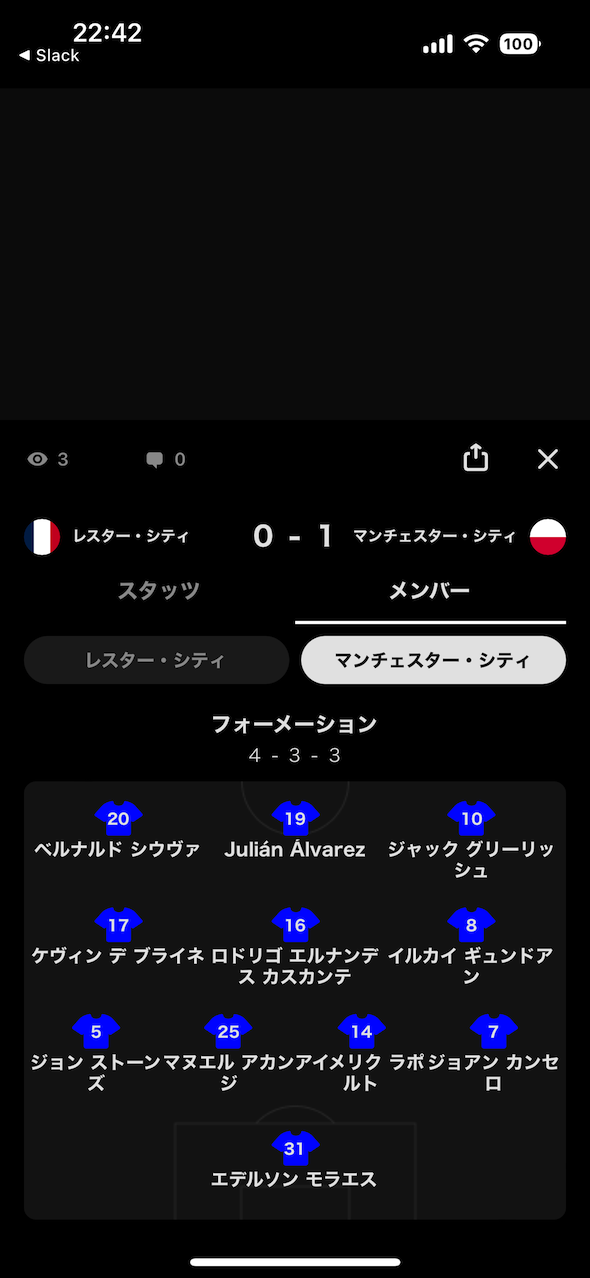 22:42
100
◀ Slack
3
0
レスター・シティ
0 - 1
マンチェスター・シティ
スタッツ
メンバー
レスター・シティ
マンチェスター・シティ
フォーメーション
4 - 3 - 3
20
19
10
ベルナルド シウヴァ
Julián Álvarez
ジャック グリーリッ
シュ
17
16
8
ケヴィン デ ブライネ
ロドリゴ エルナンデ
ス カスカンテ
イルカイ ギュンドア
ン
5
25
14
7
ジョン ストーン
ズ
マヌエル アカン
ジ
アイメリク ラポ
ルト
ジョアン カンセ
ロ
31
エデルソン モラエス